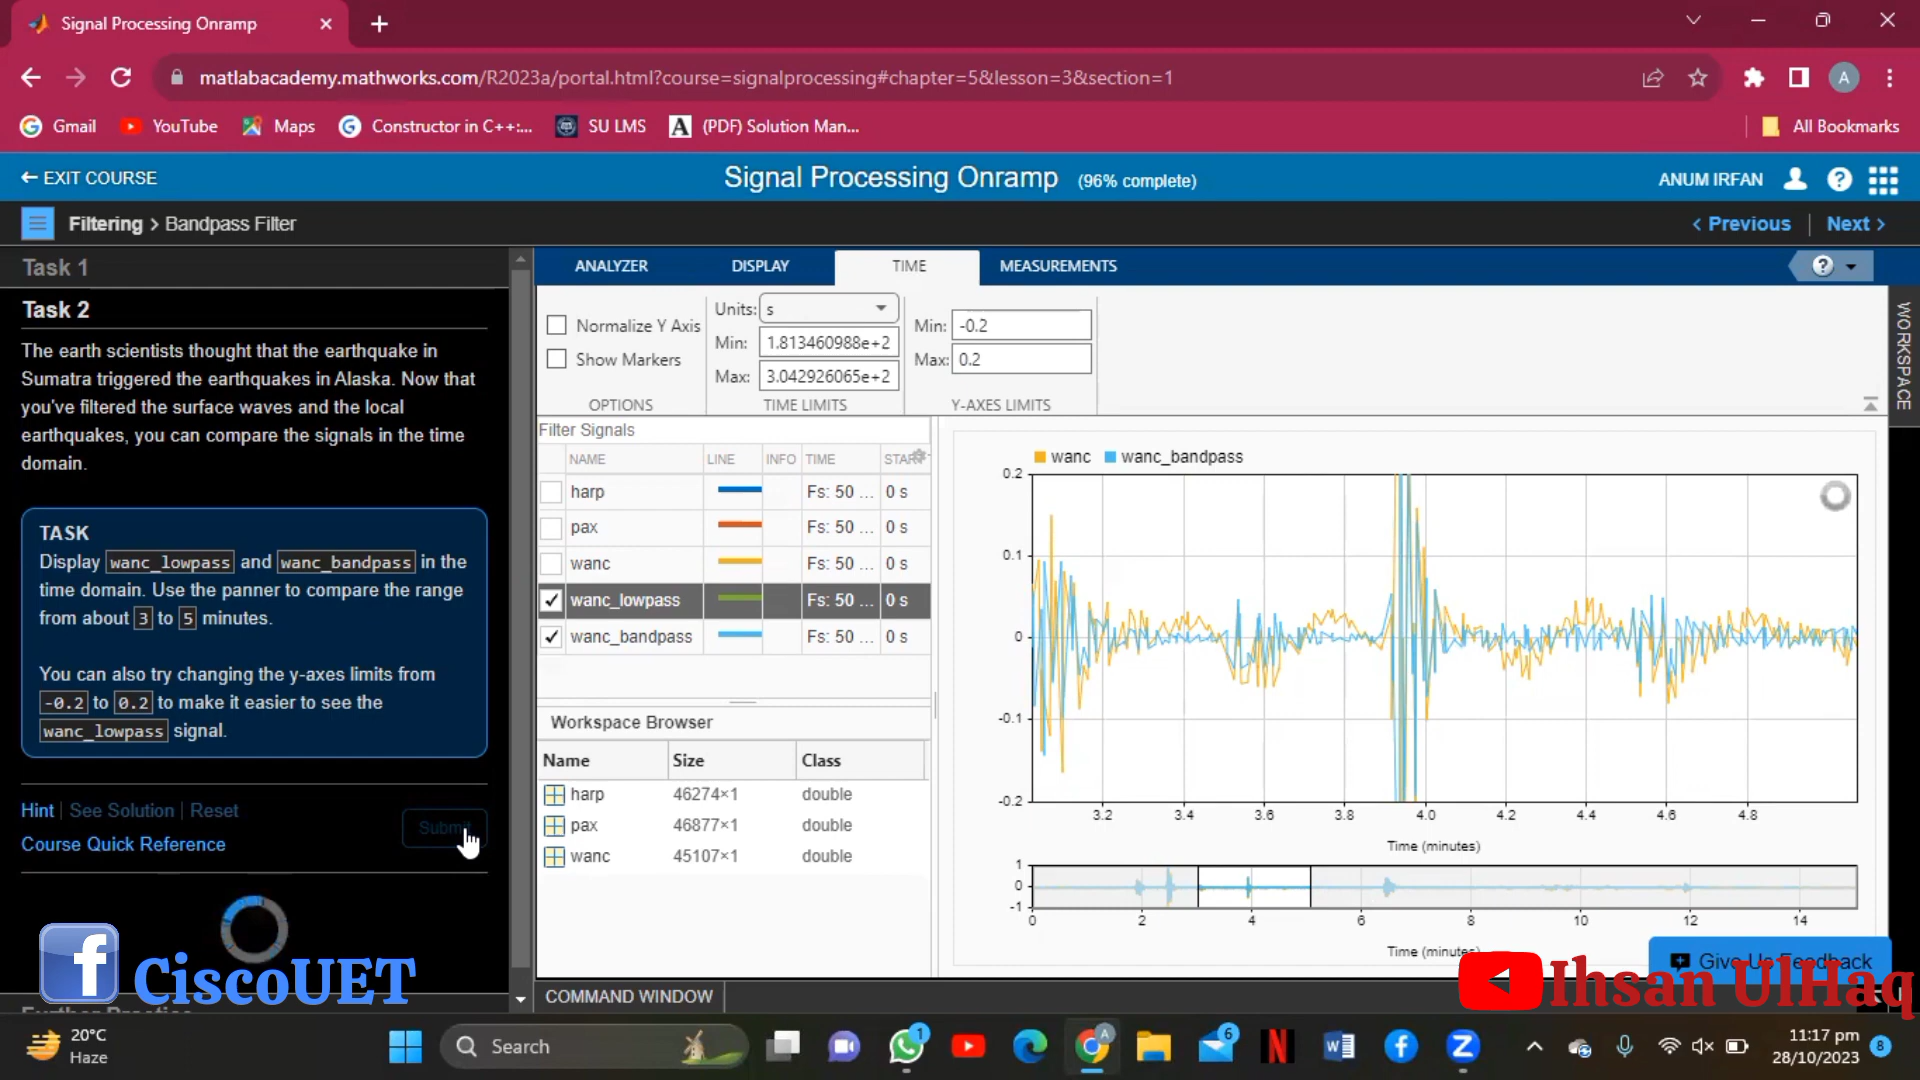 Signal Processing Onramp
matlabacademy.mathworks.com/R2023a/portal.html?course=signalprocessing#chapter=5&lesson=3&section=1
A
Gmail
YouTube
Maps
Constructor in C++:...
SU LMS
(PDF) Solution Man...
All Bookmarks
EXIT COURSE
Signal Processing Onramp (96% complete)
ANUM IRFAN
Filtering > Bandpass Filter
< Previous | Next >
Task 1
Task 2
The earth scientists thought that the earthquake in
Sumatra triggered the earthquakes in Alaska. Now that
you've filtered the surface waves and the local
earthquakes, you can compare the signals in the time
domain.
TASK
Display wanc_lowpass and wanc_bandpass in the
time domain. Use the panner to compare the range
from about 3 to 5 minutes.
You can also try changing the y-axes limits from
-0.2 to 0.2 to make it easier to see the
wanc_lowpass signal.
Hint | See Solution | Reset
Submit
Course Quick Reference
Further Practice
ANALYZER
DISPLAY
TIME
MEASUREMENTS
Normalize Y Axis
Show Markers
OPTIONS
Units: s
Min: 1.813460988e+2
Max: 3.042926065e+2
TIME LIMITS
Min: -0.2
Max: 0.2
Y-AXES LIMITS
WORKSPACE
Filter Signals
NAME LINE INFO TIME START
harp Fs: 50 ... 0 s
pax Fs: 50 ... 0 s
wanc Fs: 50 ... 0 s
wanc_lowpass Fs: 50 ... 0 s
wanc_bandpass Fs: 50 ... 0 s
Workspace Browser
Name Size Class
harp 46274×1 double
pax 46877×1 double
wanc 45107×1 double
wanc wanc_bandpass
0.2
0.1
0
-0.1
-0.2
3.2 3.4 3.6 3.8 4.0 4.2 4.4 4.6 4.8
Time (minutes)
1
0
-1
0 2 4 6 8 10 12 14
Time (minutes)
Give Us Feedback
COMMAND WINDOW
f CiscoUET
Ihsan UlHaq
20°C
Haze
Search
1
A
6
11:17 pm
28/10/2023
8